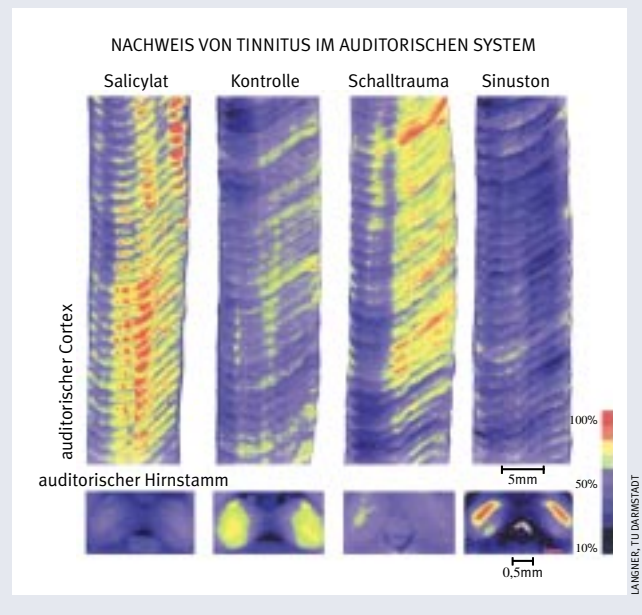 NACHWEIS VON TINNITUS IM AUDITORISCHEN SYSTEM
Salicylat Kontrolle Schalltrauma Sinuston
auditorischer Cortex
100%
5mm
auditorischer Hirnstamm
50%
10%
0,5mm
LANGNER, TU DARMSTADT